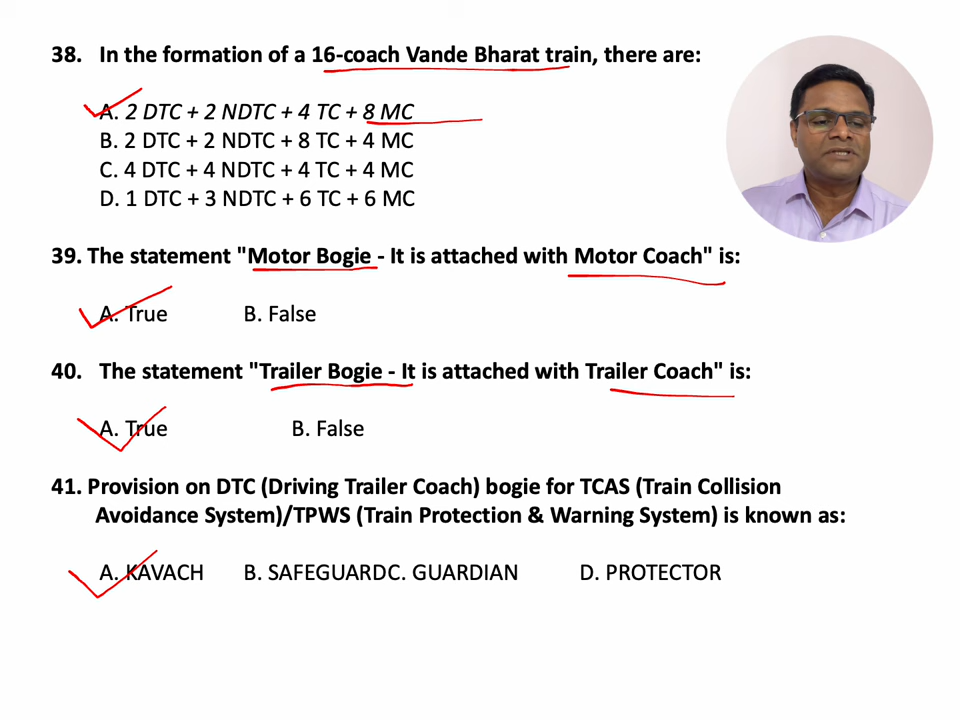 38. In the formation of a 16-coach Vande Bharat train, there are:
A. 2 DTC + 2 NDTC + 4 TC + 8 MC
B. 2 DTC + 2 NDTC + 8 TC + 4 MC
C. 4 DTC + 4 NDTC + 4 TC + 4 MC
D. 1 DTC + 3 NDTC + 6 TC + 6 MC
39. The statement "Motor Bogie - It is attached with Motor Coach" is:
A. True B. False
40. The statement "Trailer Bogie - It is attached with Trailer Coach" is:
A. True B. False
41. Provision on DTC (Driving Trailer Coach) bogie for TCAS (Train Collision
Avoidance System)/TPWS (Train Protection & Warning System) is known as:
A. KAVACH B. SAFEGUARDC. GUARDIAN D. PROTECTOR